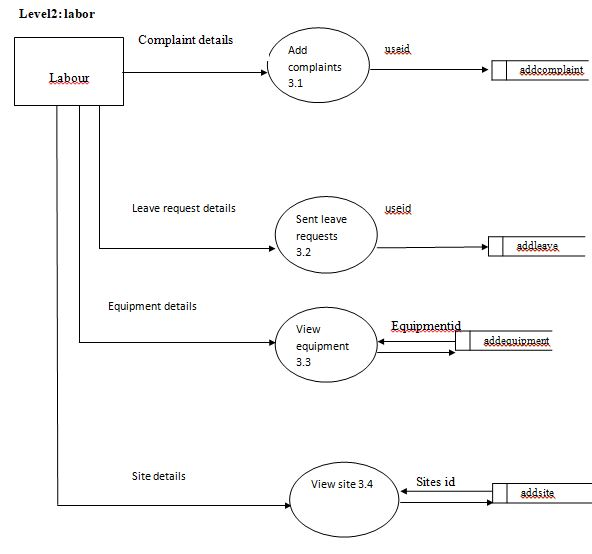 Level2: labor
Complaint details
Labour
Add
complaints
3.1
useid
addcomplaint
Leave request details
Sent leave
requests
3.2
useid
addleave
Equipment details
View
equipment
3.3
Equipmentid
addequipment
Site details
View site 3.4
Sites id
addsite